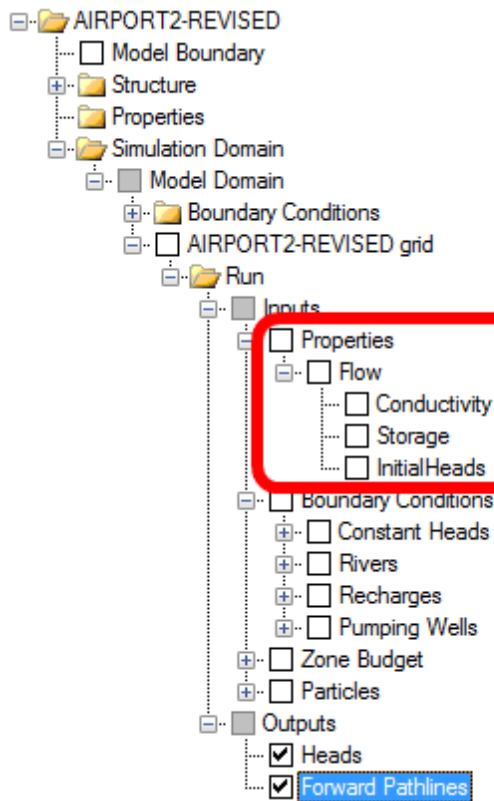 AIRPORT2-REVISED
Model Boundary
Structure
Properties
Simulation Domain
Model Domain
Boundary Conditions
AIRPORT2-REVISED grid
Run
Inputs
Properties
Flow
Conductivity
Storage
InitialHeads
Boundary Conditions
Constant Heads
Rivers
Recharges
Pumping Wells
Zone Budget
Particles
Outputs
Heads
Forward Pathlines